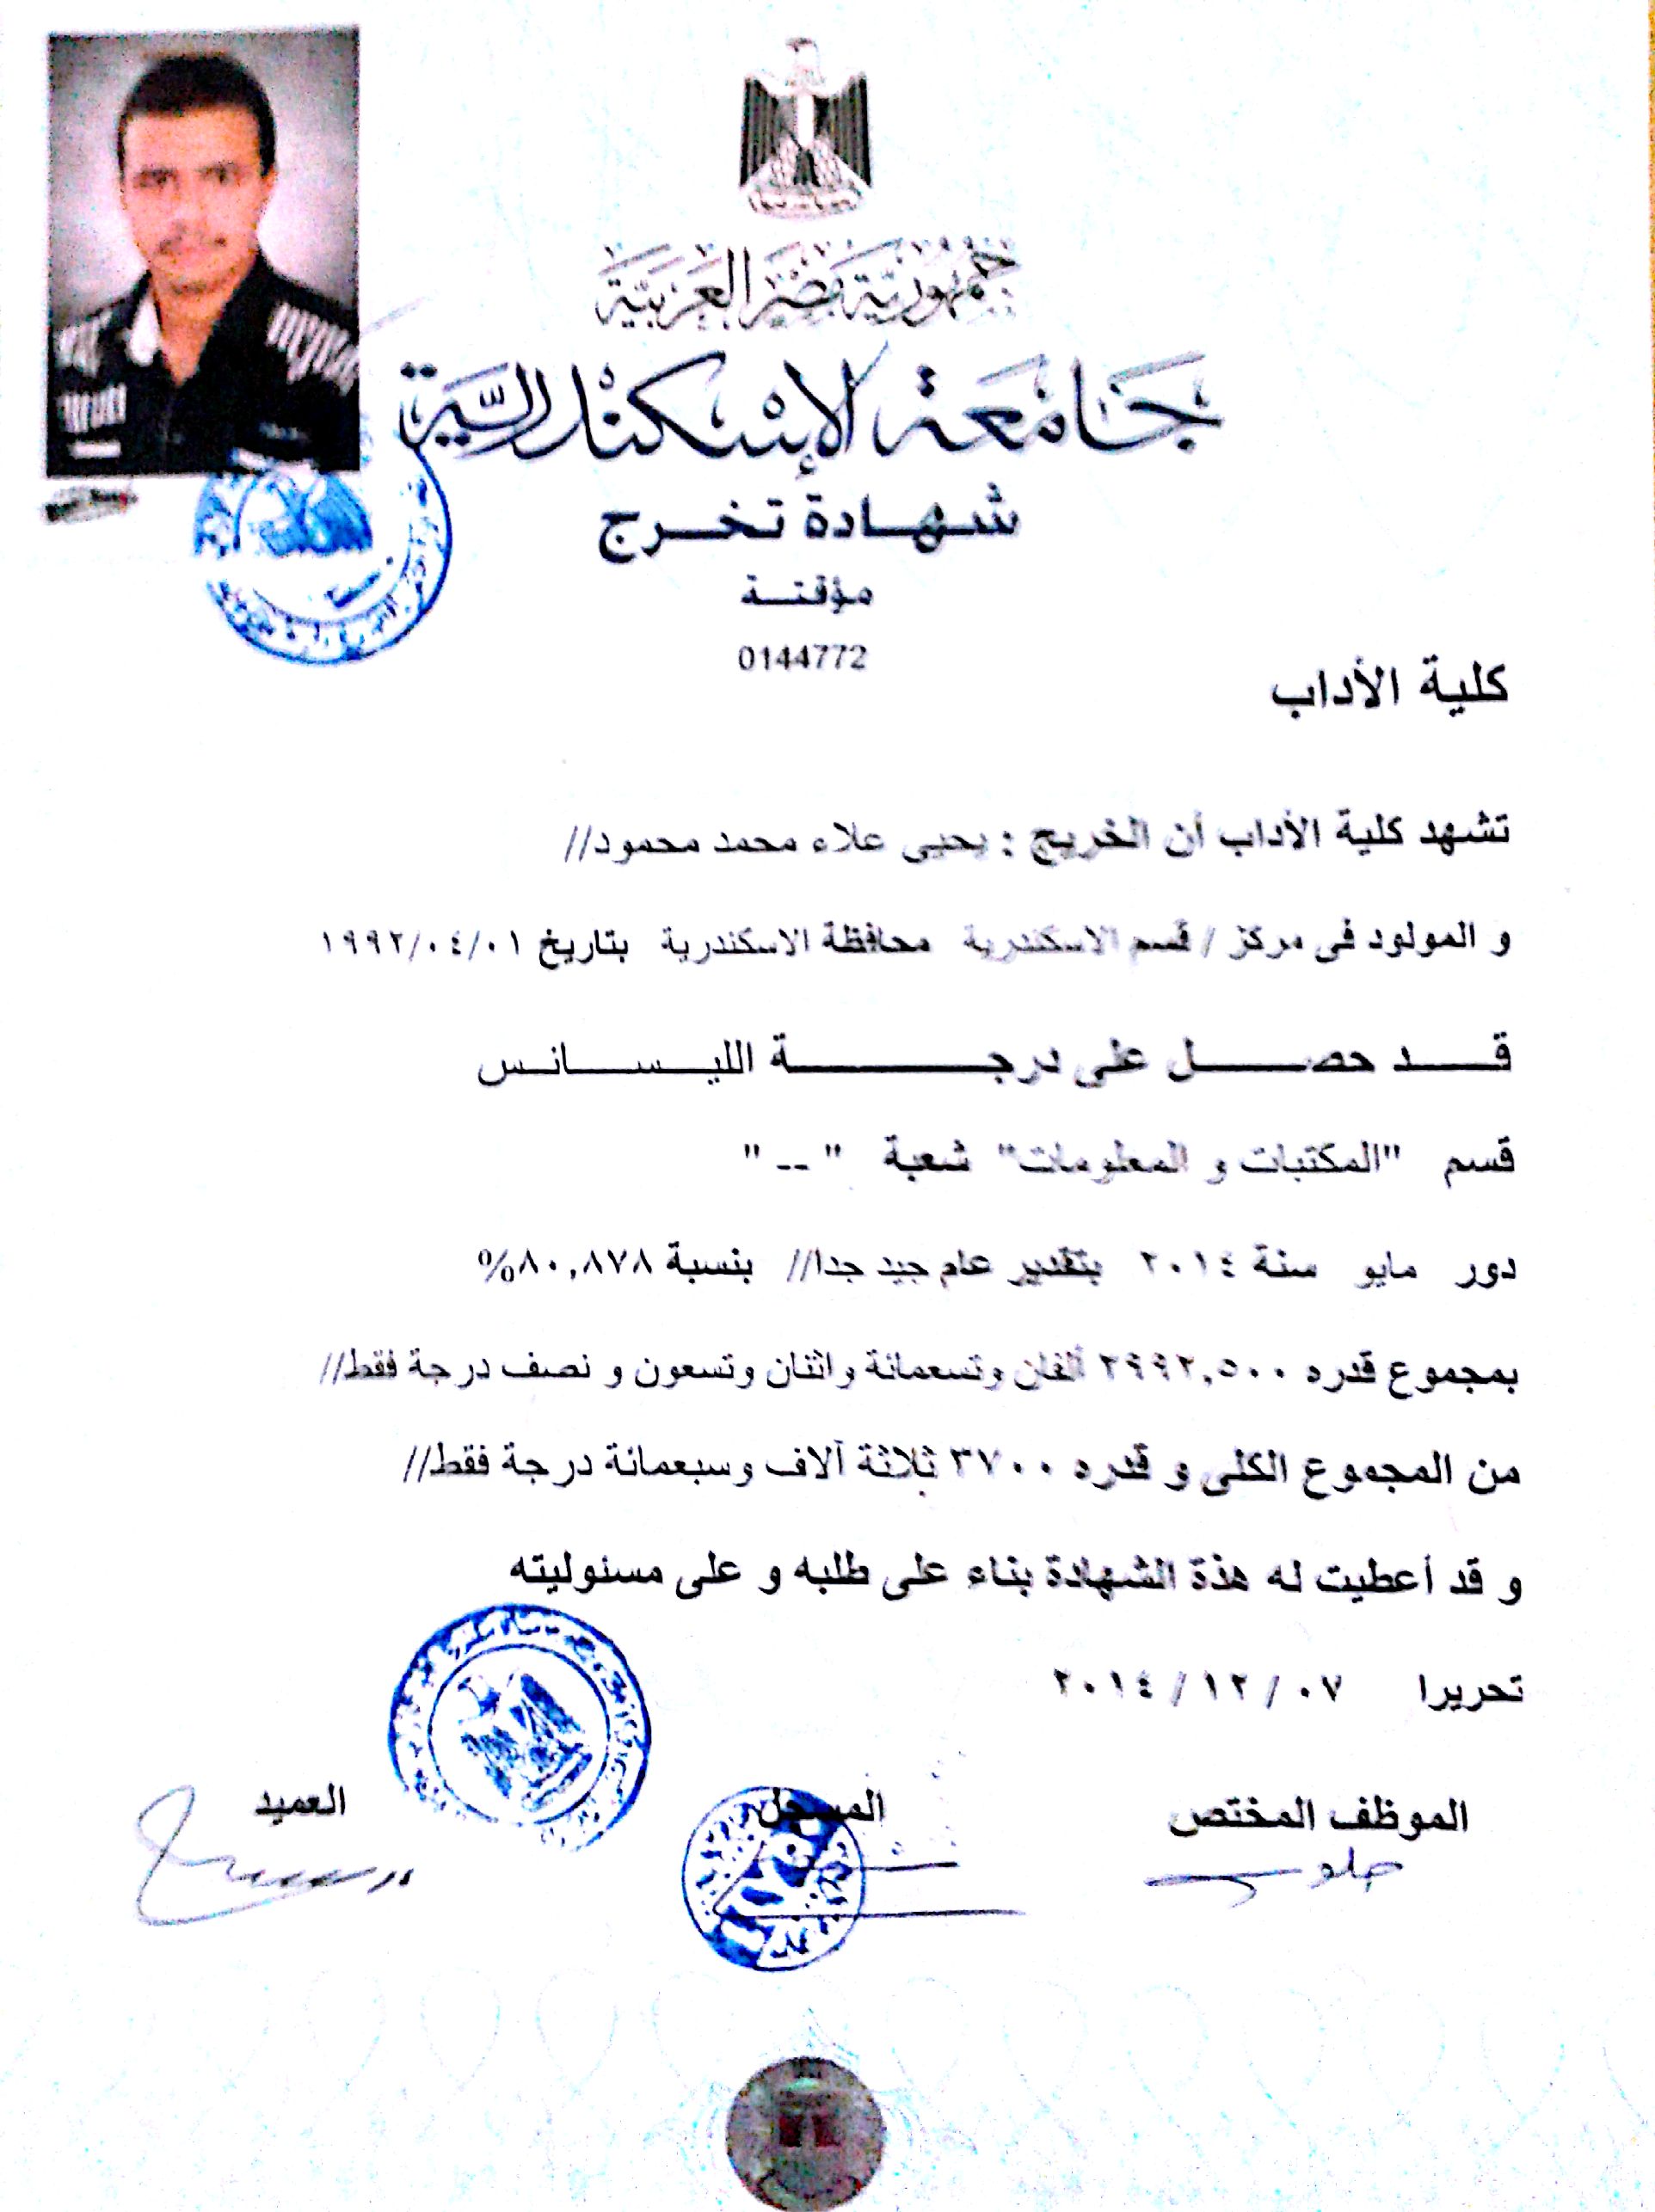 جمهورية مصر العربية
جامعة الإسكندرية
شهادة تخرج
مؤقتة
0144772
كلية الأداب
تشهد كلية الأداب أن الخريج : يحيى علاء محمد محمود//
و المولود فى مركز / قسم الاسكندرية محافظة الاسكندرية بتاريخ ١٩٩٢/٠٤/٠١
قد حصل على درجة الليسانس
قسم "المكتبات و المعلومات" شعبة " -- "
دور مايو سنة ٢٠١٤ بتقدير عام جيد جدا// بنسبة ٨٠,٨٧٨%
بمجموع قدره ٢٩٩٢,٥٠٠ ألفان وتسعمائة واثنان وتسعون و نصف درجة فقط//
من المجموع الكلى و قدره ٣٧٠٠ ثلاثة آلاف وسبعمائة درجة فقط//
و قد أعطيت له هذة الشهادة بناء على طلبه و على مسئوليته
تحريرا ٠٧ / ١٢ / ٢٠١٤
الموظف المختص المسجل العميد